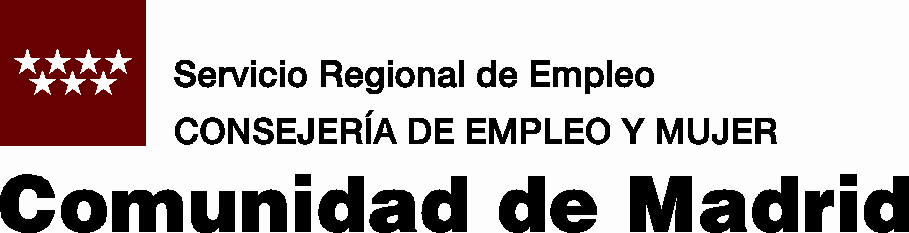 Servicio Regional de Empleo
CONSEJERÍA DE EMPLEO Y MUJER
Comunidad de Madrid